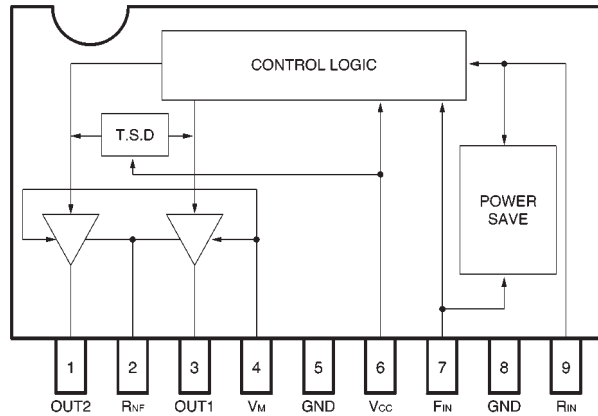 CONTROL LOGIC
T.S.D
POWER
SAVE
1 2 3 4 5 6 7 8 9
OUT2 RNF OUT1 VM GND VCC FIN GND RIN